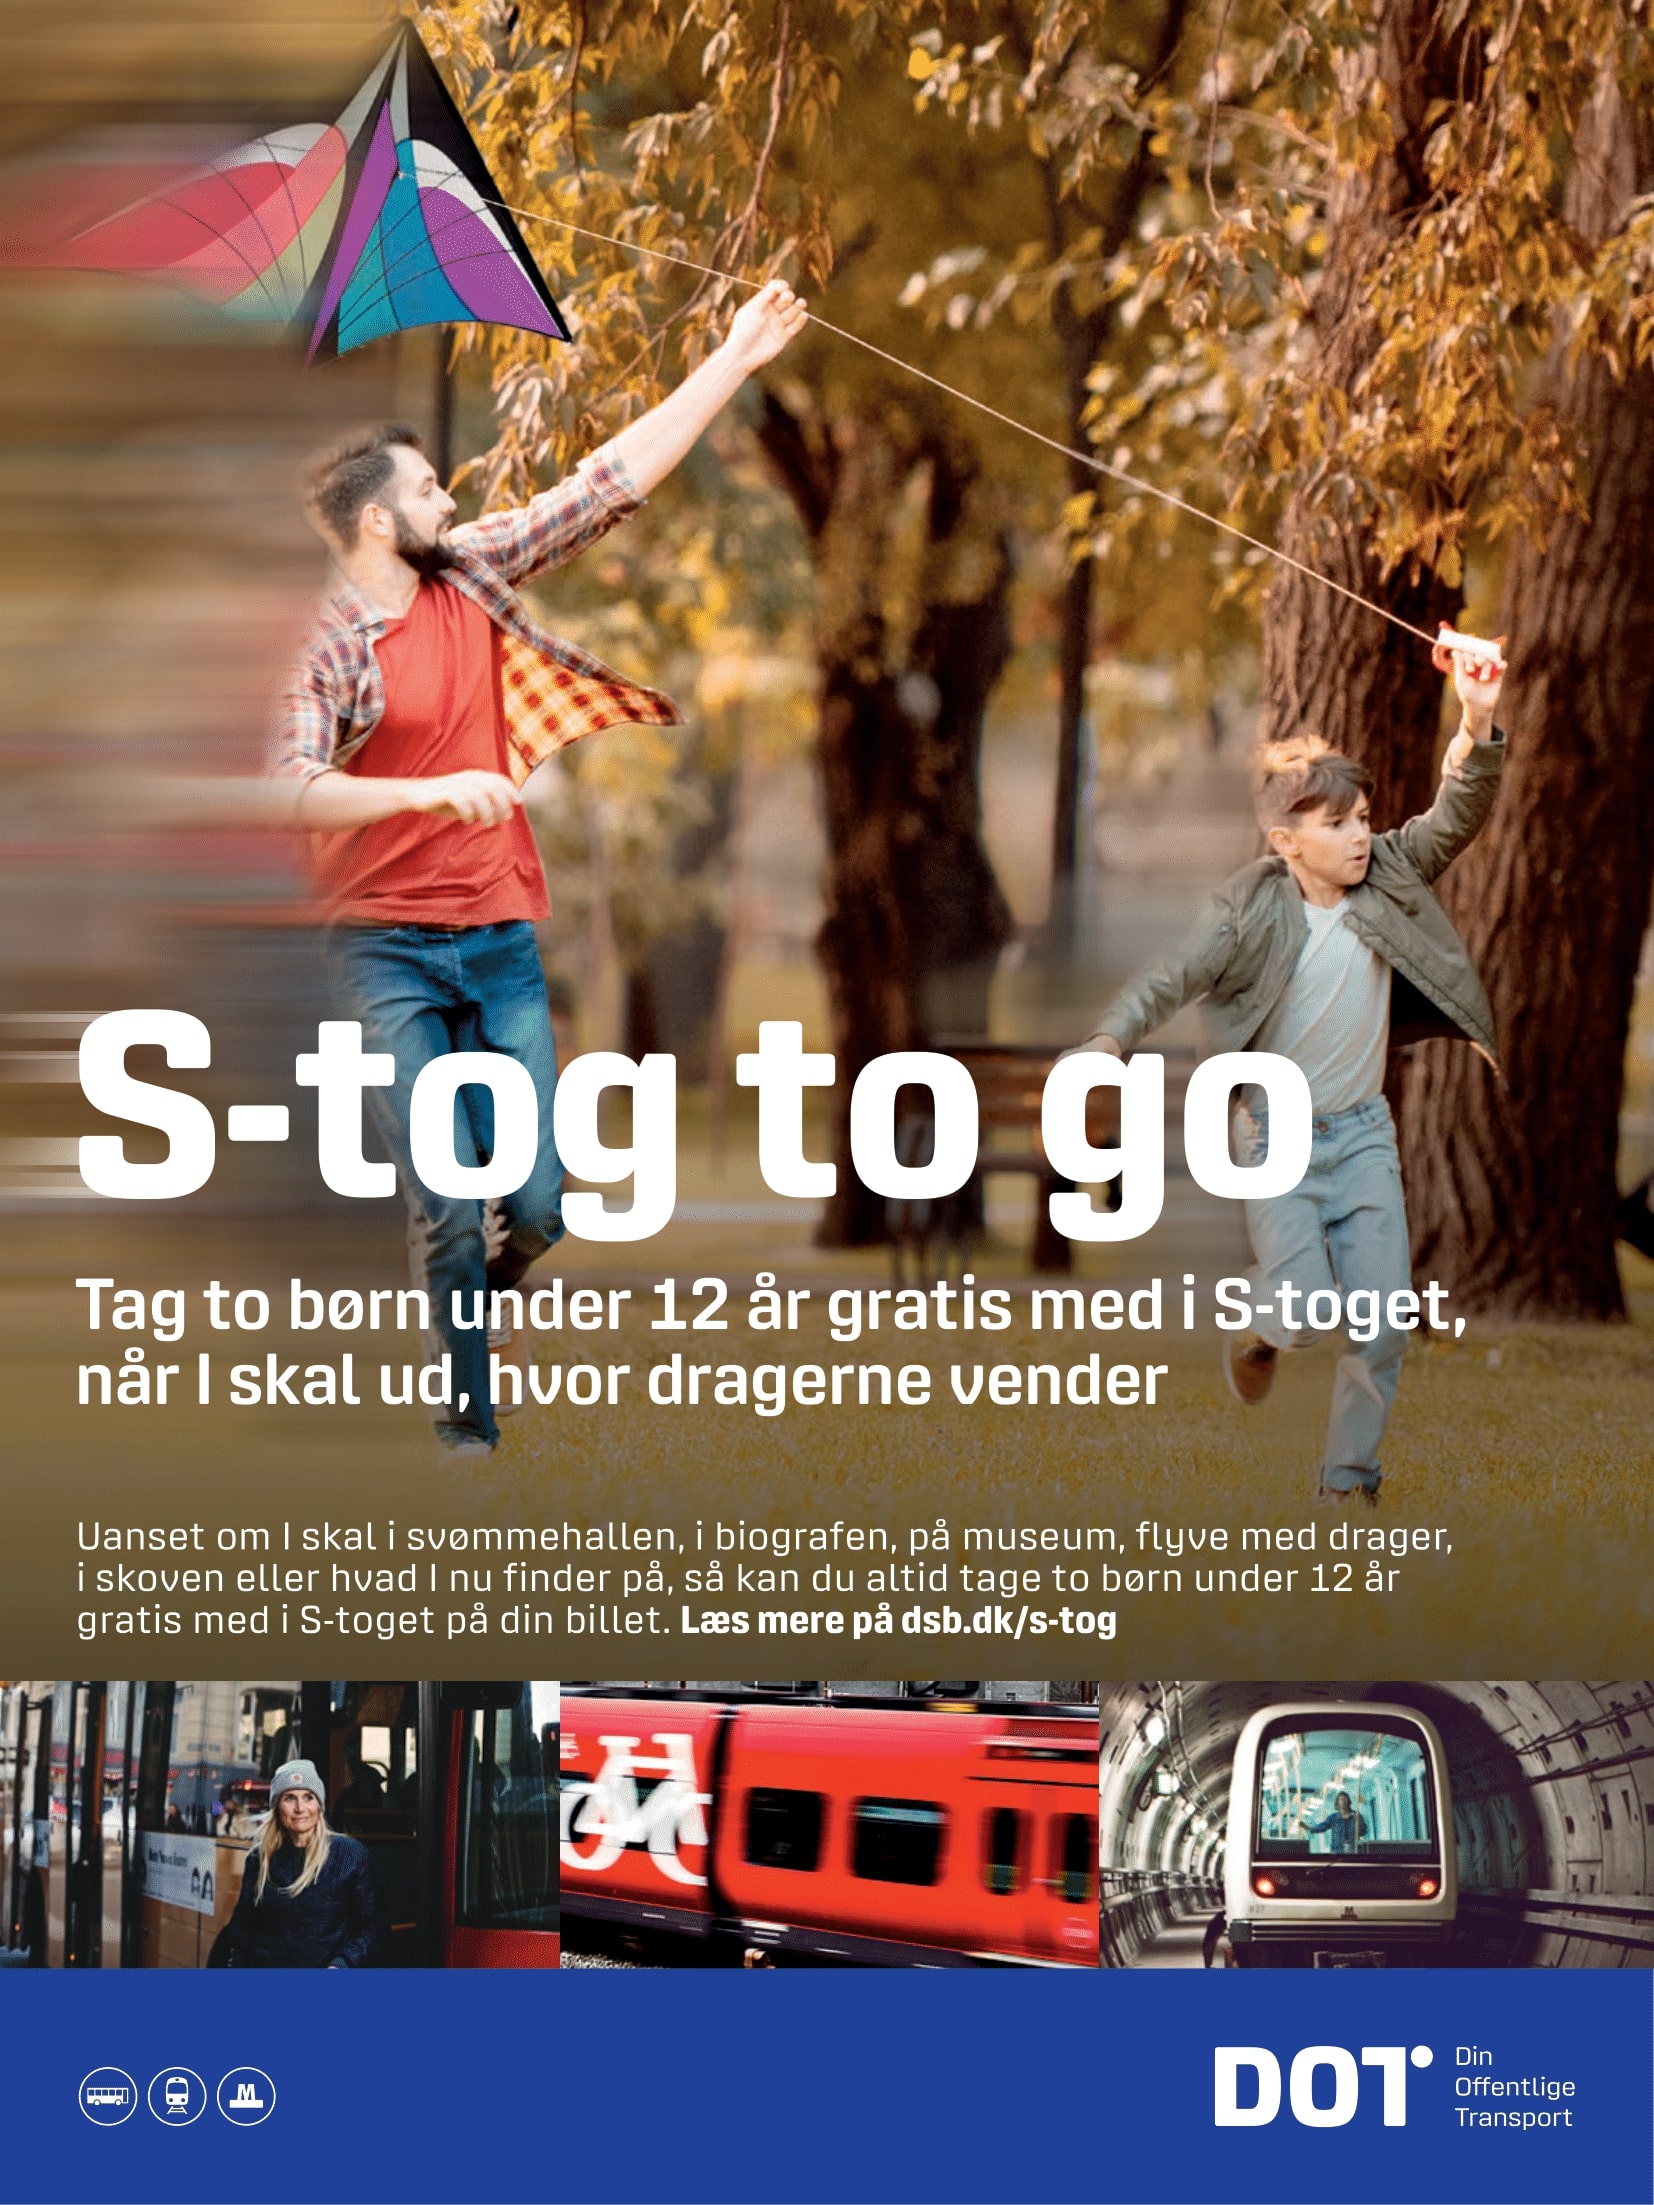 S-tog to go
Tag to børn under 12 år gratis med i S-toget,
når I skal ud, hvor dragerne vender
Uanset om I skal i svømmehallen, i biografen, på museum, flyve med drager,
i skoven eller hvad I nu finder på, så kan du altid tage to børn under 12 år
gratis med i S-toget på din billet. Læs mere på dsb.dk/s-tog
M
DOT
Din
Offentlige
Transport